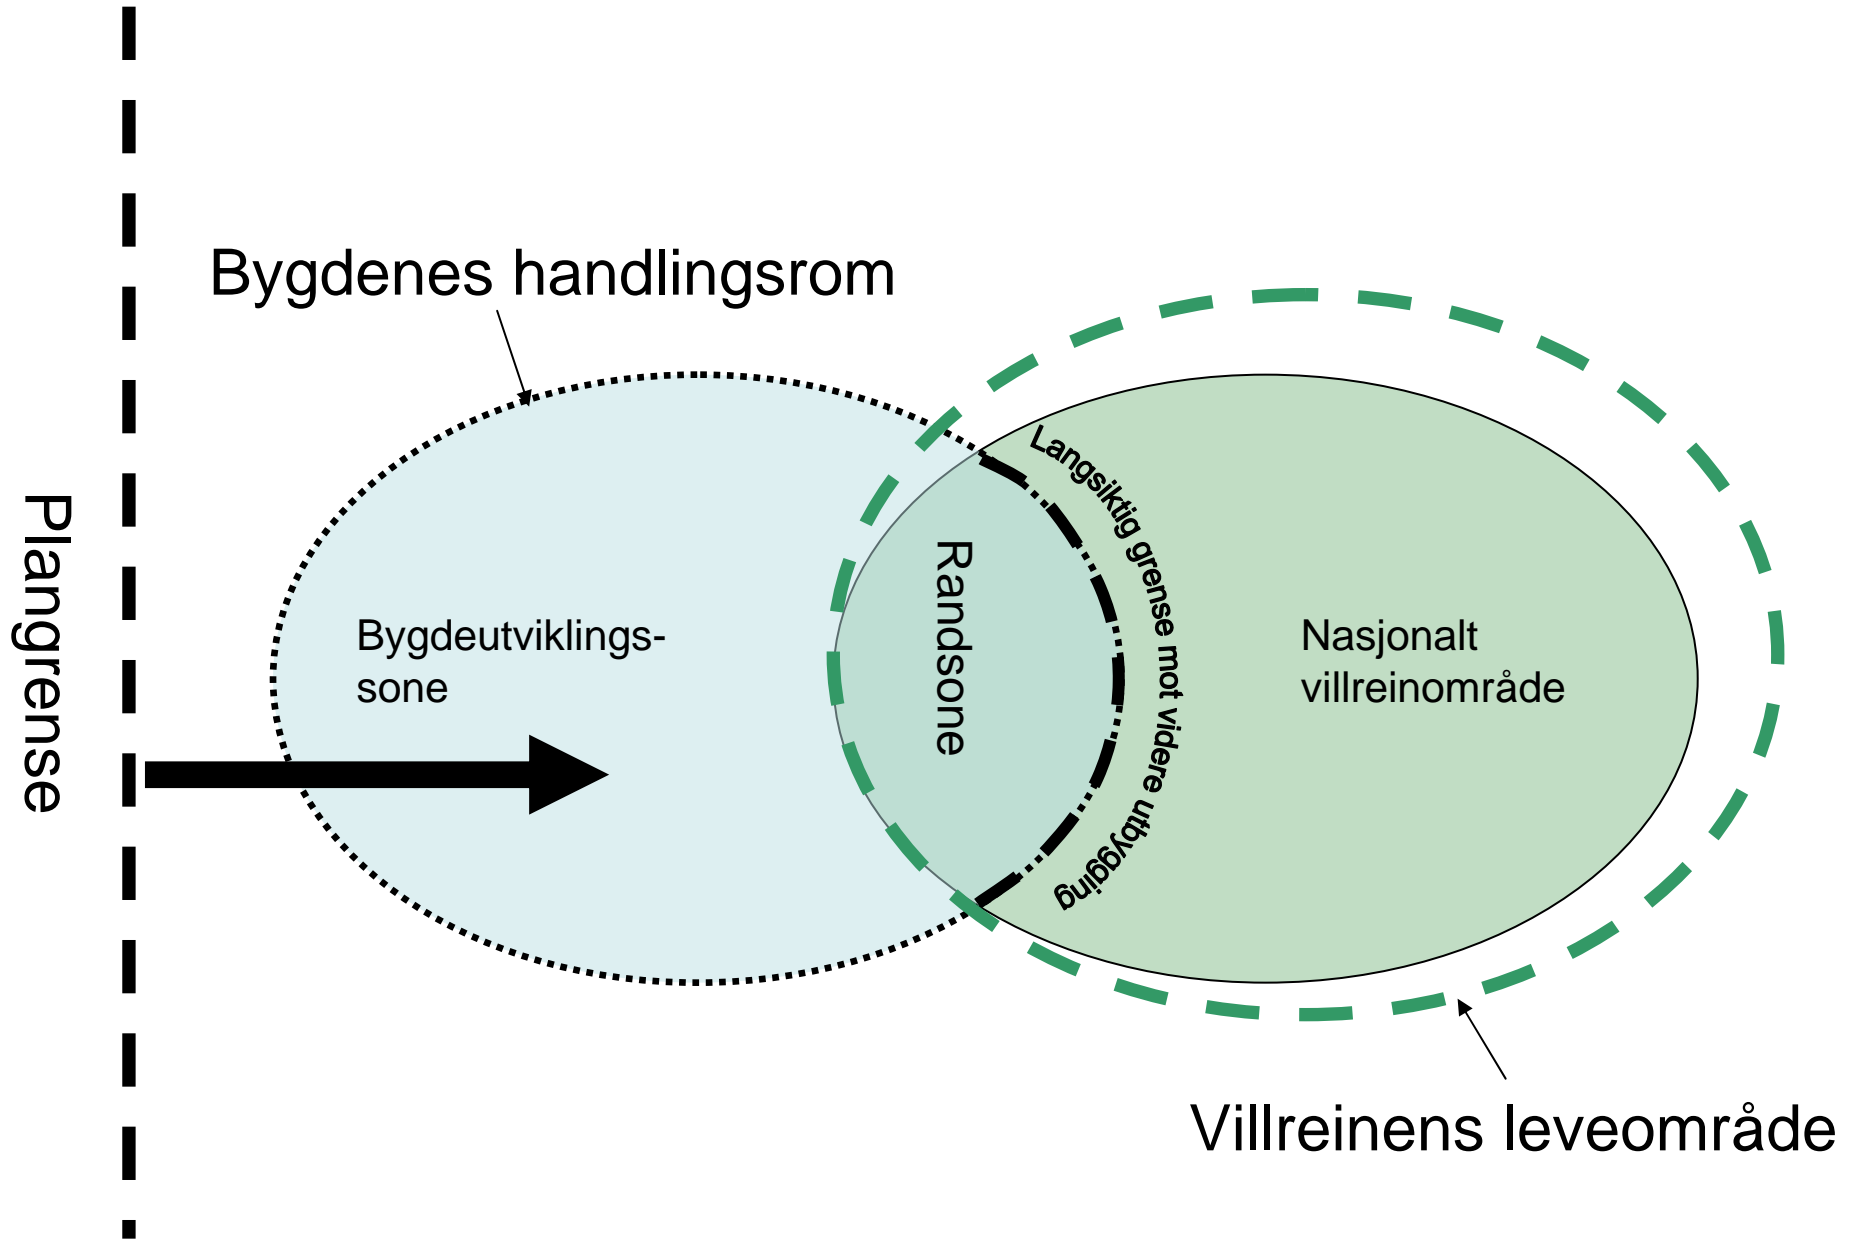 Plangrense
Bygdenes handlingsrom
Bygdeutviklings-
sone
Randsone
Langsiktig grense mot videre utbygging
Nasjonalt
villreinområde
Villreinens leveområde